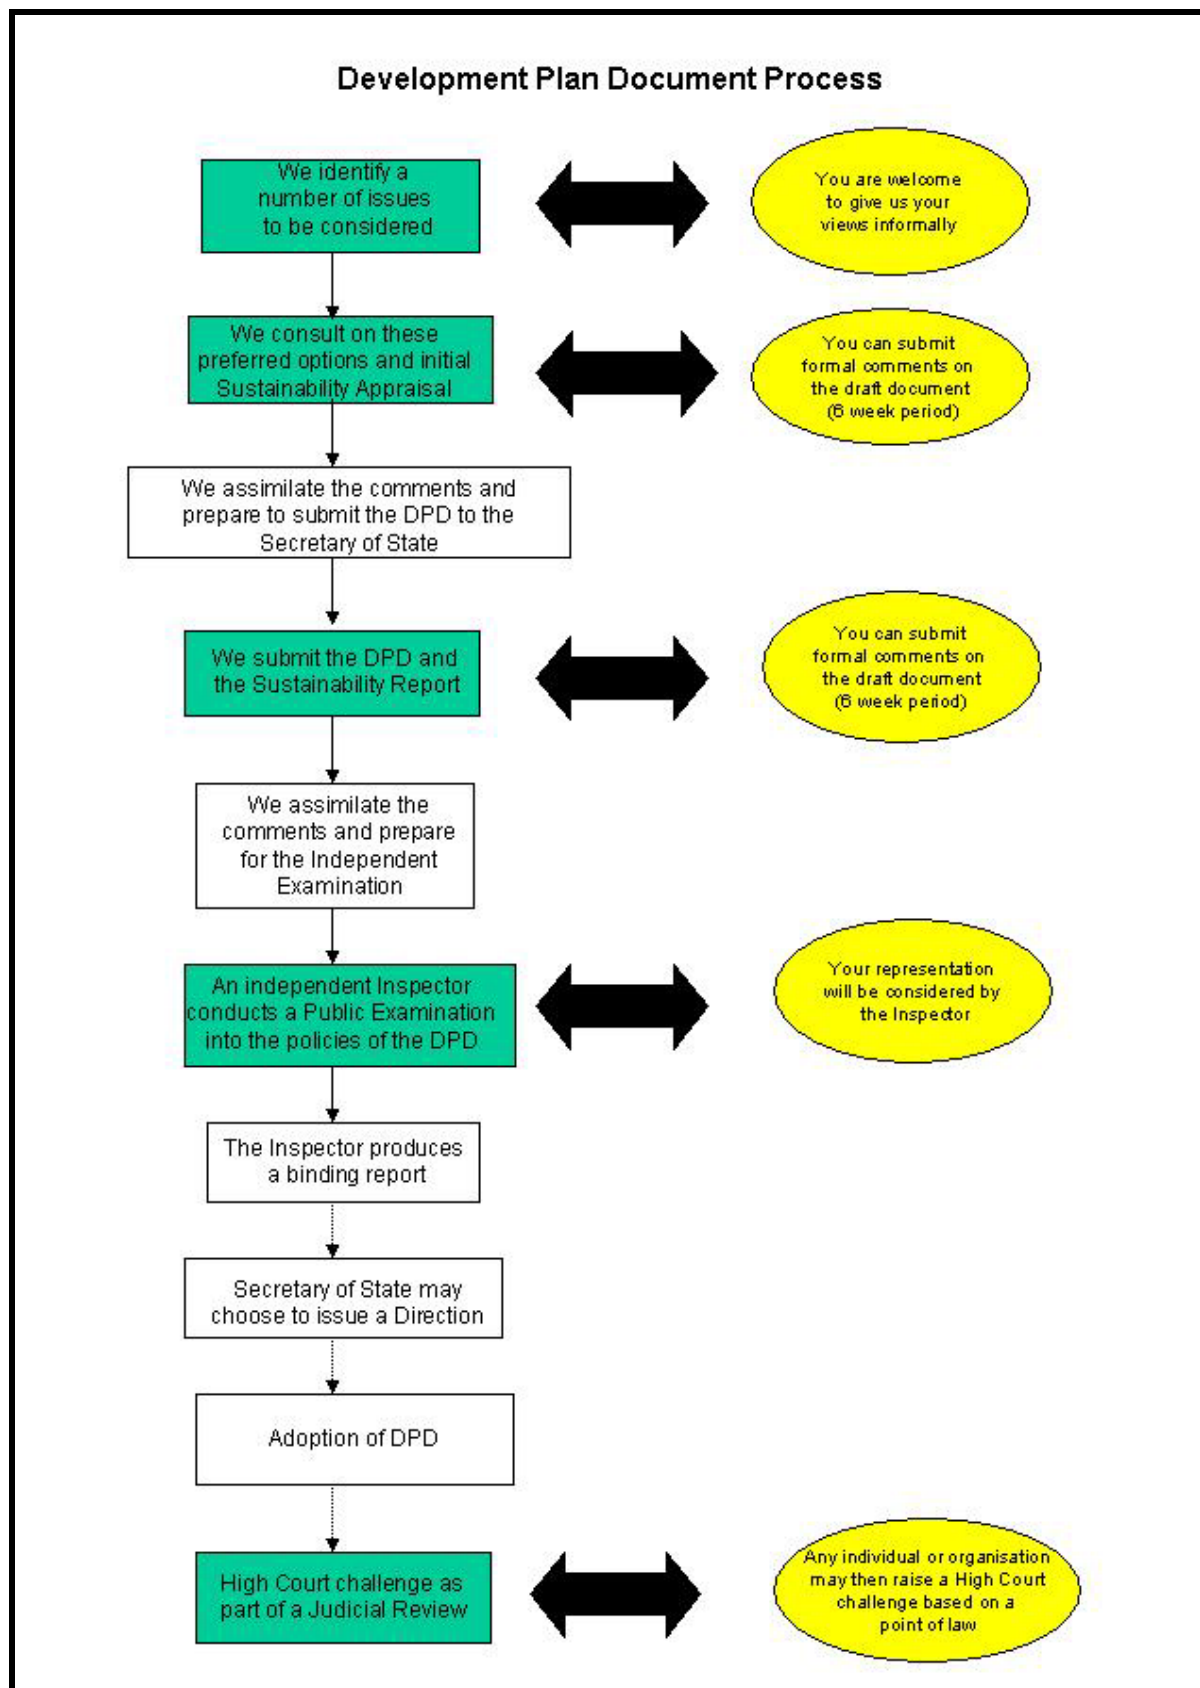 Development Plan Document Process
We identify a
number of issues
to be considered
You are welcome
to give us your
views informally
We consult on these
preferred options and initial
Sustainability Appraisal
You can submit
formal comments on
the draft document
(6 week period)
We assimilate the comments and
prepare to submit the DPD to the
Secretary of State
We submit the DPD and
the Sustainability Report
You can submit
formal comments on
the draft document
(6 week period)
We assimilate the
comments and prepare
for the Independent
Examination
An independent Inspector
conducts a Public Examination
into the policies of the DPD
Your representation
will be considered by
the Inspector
The Inspector produces
a binding report
Secretary of State may
choose to issue a Direction
Adoption of DPD
High Court challenge as
part of a Judicial Review
Any individual or organisation
may then raise a High Court
challenge based on a
point of law